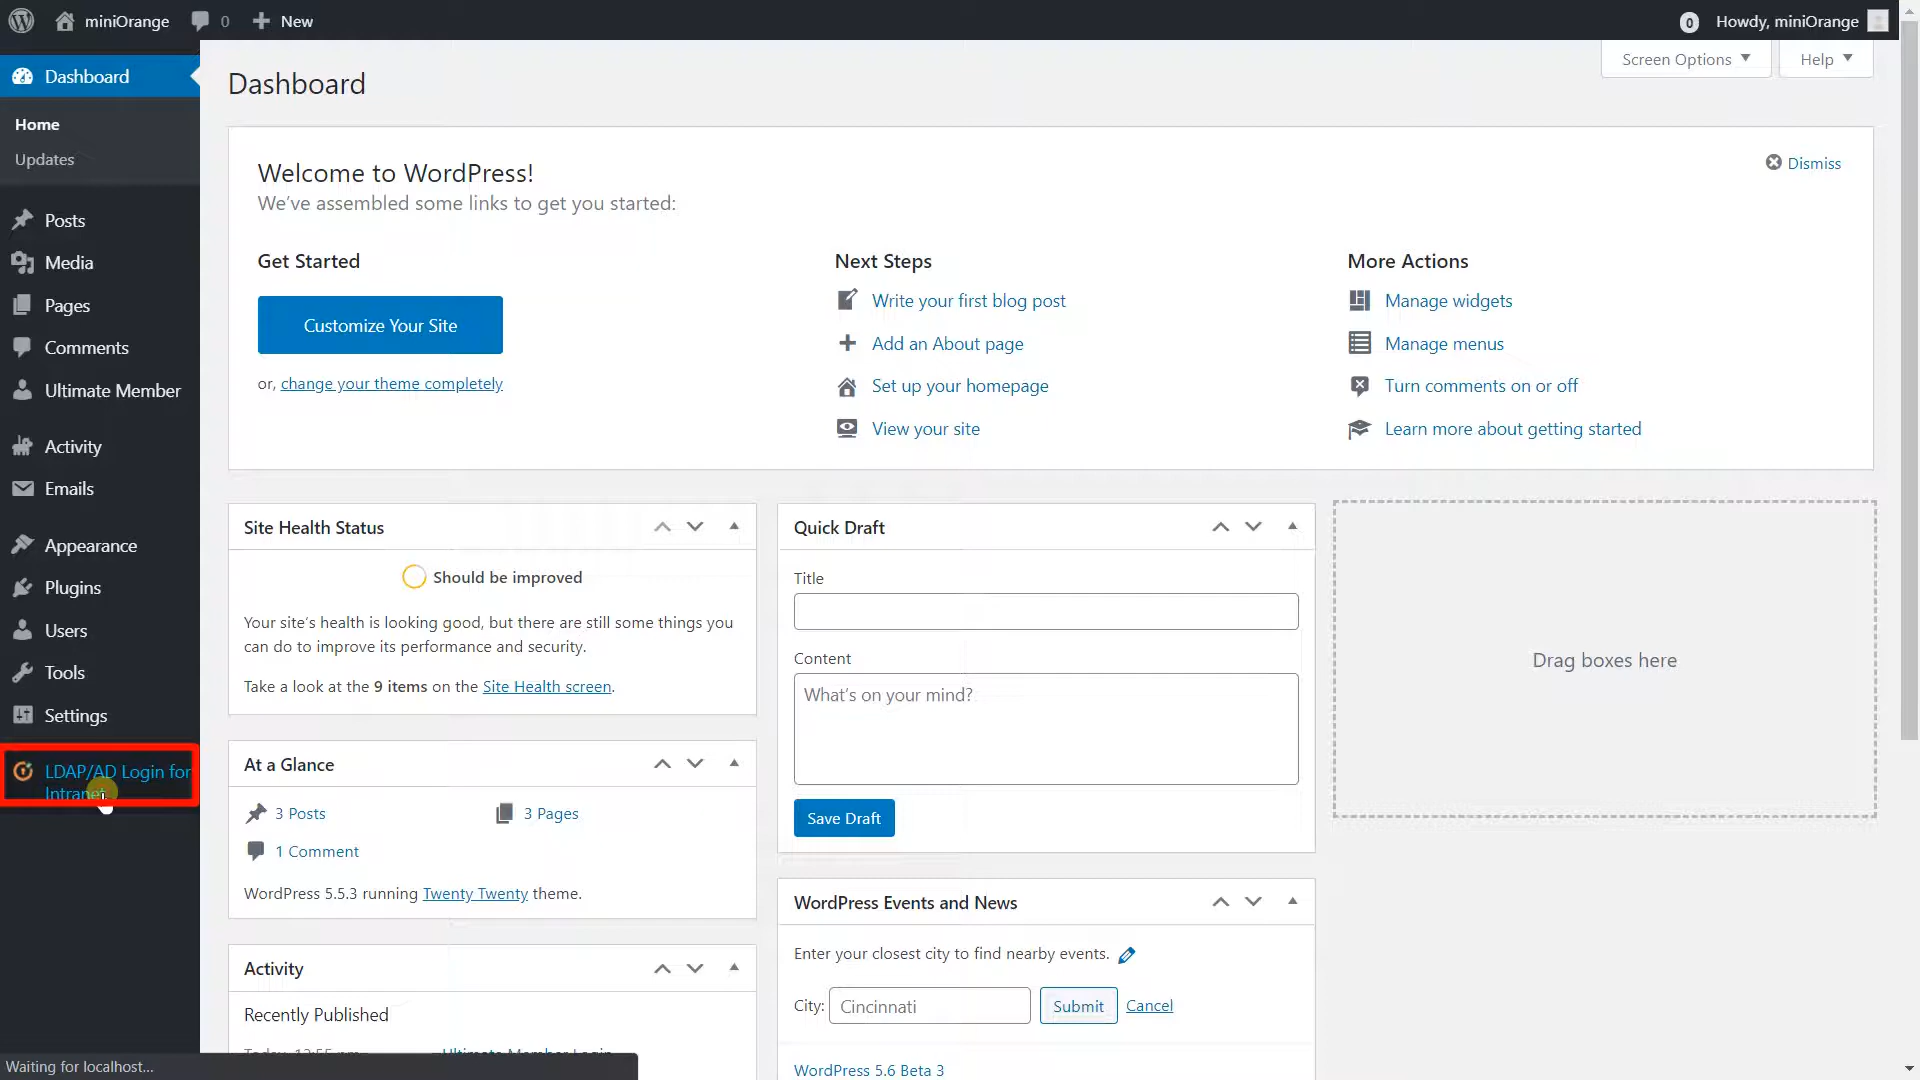 miniOrange 0 New
0 Howdy, miniOrange
Screen Options Help
Dashboard
Home
Updates
Posts
Media
Pages
Comments
Ultimate Member
Activity
Emails
Appearance
Plugins
Users
Tools
Settings
LDAP/AD Login for
Intranet
Dashboard
Welcome to WordPress!
Dismiss
We've assembled some links to get you started:
Get Started
Customize Your Site
or, change your theme completely
Next Steps
Write your first blog post
Add an About page
Set up your homepage
View your site
More Actions
Manage widgets
Manage menus
Turn comments on or off
Learn more about getting started
Site Health Status
Should be improved
Your site's health is looking good, but there are still some things you
can do to improve its performance and security.
Take a look at the 9 items on the Site Health screen.
At a Glance
3 Posts 3 Pages
1 Comment
WordPress 5.5.3 running Twenty Twenty theme.
Activity
Recently Published
Today, 12:55 pm Ultimate Member Login
Quick Draft
Title
Content
What's on your mind?
Save Draft
WordPress Events and News
Enter your closest city to find nearby events.
City: Cincinnati Submit Cancel
WordPress 5.6 Beta 3
Drag boxes here
Waiting for localhost...